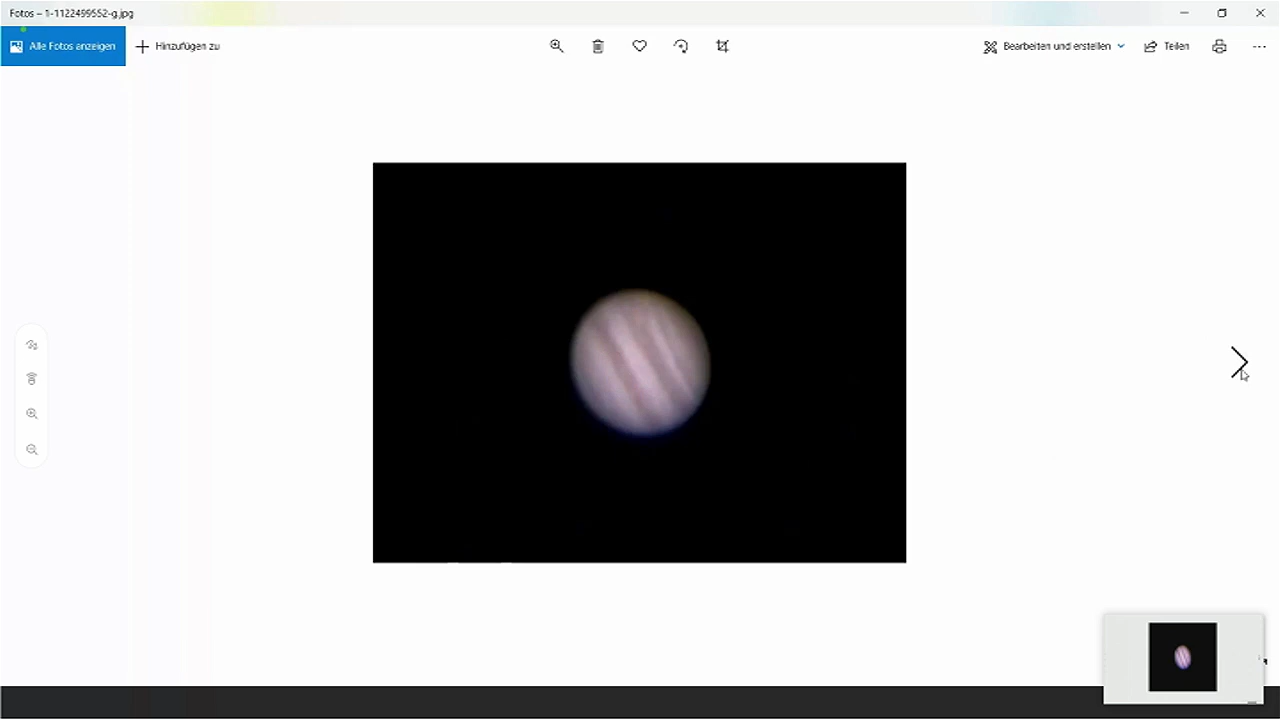 Fotos – 1-1122499552-g.jpg
Alle Fotos anzeigen
Hinzufügen zu
Bearbeiten und erstellen
Teilen